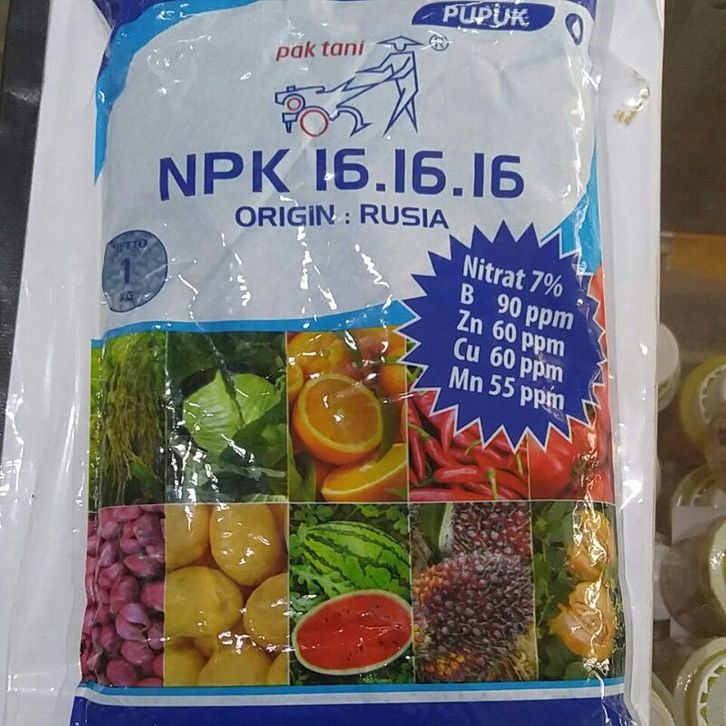 PUPUK
pak tani
®
NPK 16.16.16
ORIGIN : RUSIA
NETTO
1
KG
Nitrat 7%
B 90 ppm
Zn 60 ppm
Cu 60 ppm
Mn 55 ppm